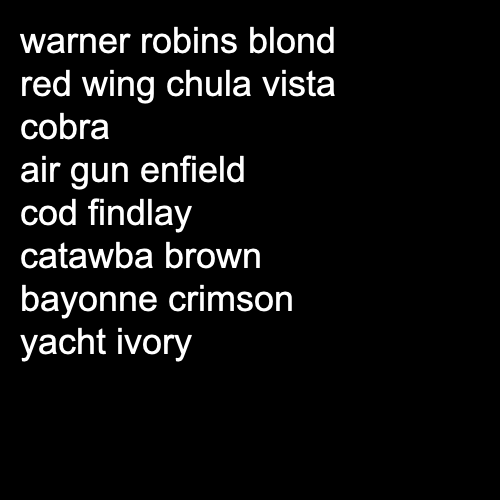 warner robins blond
red wing chula vista
cobra
air gun enfield
cod findlay
catawba brown
bayonne crimson
yacht ivory